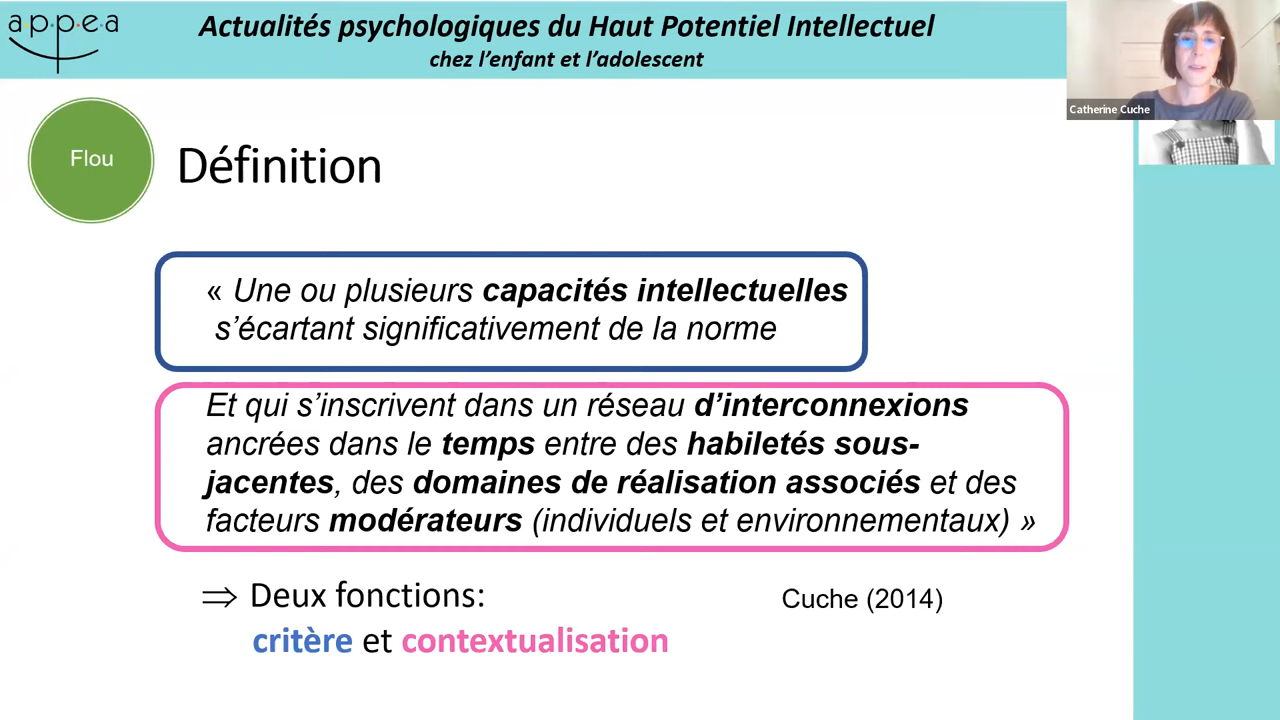 appea
Actualités psychologiques du Haut Potentiel Intellectuel
chez l'enfant et l'adolescent
Catherine Cuche
Flou
Définition
« Une ou plusieurs capacités intellectuelles
s'écartant significativement de la norme
Et qui s'inscrivent dans un réseau d'interconnexions
ancrées dans le temps entre des habiletés sous-
jacentes, des domaines de réalisation associés et des
facteurs modérateurs (individuels et environnementaux) »
⇒ Deux fonctions:
Cuche (2014)
critère et contextualisation